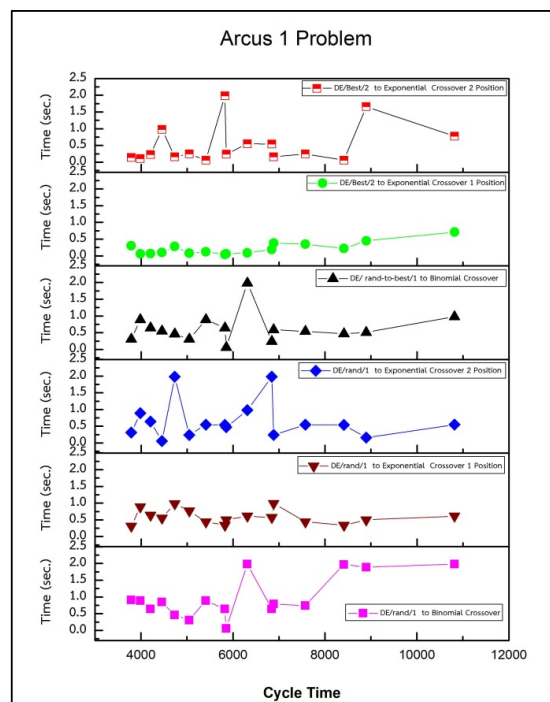 Arcus 1 Problem
Time (sec.)
2.5
2.0
1.5
1.0
0.5
0.0
DE/Best/2 to Exponential Crossover 2 Position
Time (sec.)
2.5
2.0
1.5
1.0
0.5
0.0
DE/Best/2 to Exponential Crossover 1 Position
Time (sec.)
2.5
2.0
1.5
1.0
0.5
0.0
DE/ rand-to-best/1 to Binomial Crossover
Time (sec.)
2.5
2.0
1.5
1.0
0.5
0.0
DE/rand/1 to Exponential Crossover 2 Position
Time (sec.)
2.5
2.0
1.5
1.0
0.5
0.0
DE/rand/1 to Exponential Crossover 1 Position
Time (sec.)
2.5
2.0
1.5
1.0
0.5
0.0
DE/rand/1 to Binomial Crossover
4000 6000 8000 10000 12000
Cycle Time